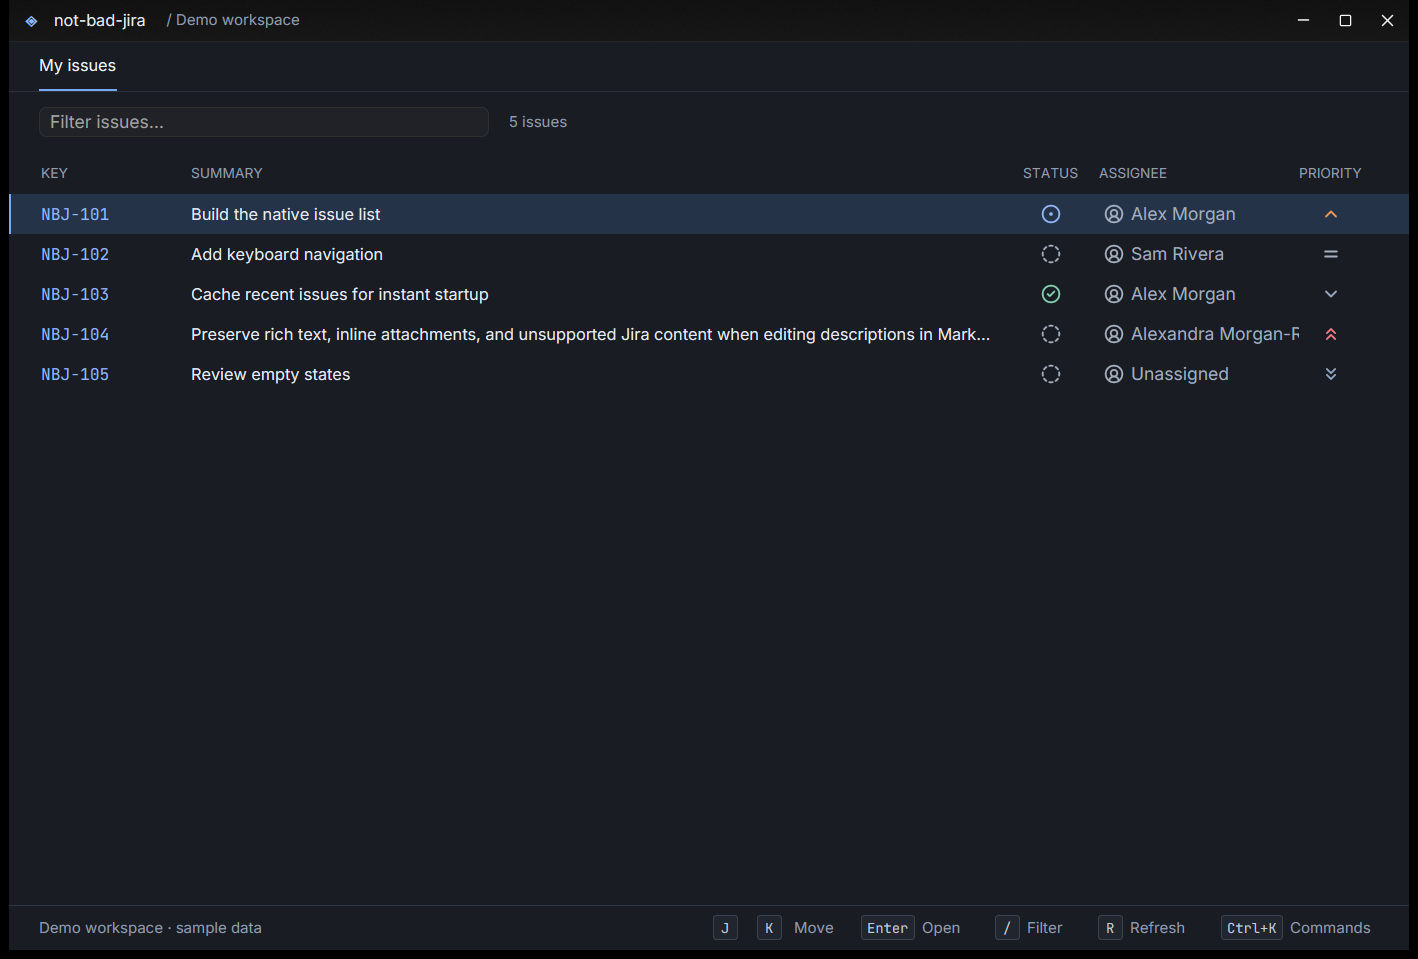 not-bad-jira / Demo workspace
My issues
Filter issues... 5 issues
KEY SUMMARY STATUS ASSIGNEE PRIORITY
NBJ-101 Build the native issue list Alex Morgan
NBJ-102 Add keyboard navigation Sam Rivera
NBJ-103 Cache recent issues for instant startup Alex Morgan
NBJ-104 Preserve rich text, inline attachments, and unsupported Jira content when editing descriptions in Mark... Alexandra Morgan-R
NBJ-105 Review empty states Unassigned
Demo workspace · sample data J K Move Enter Open / Filter R Refresh Ctrl+K Commands